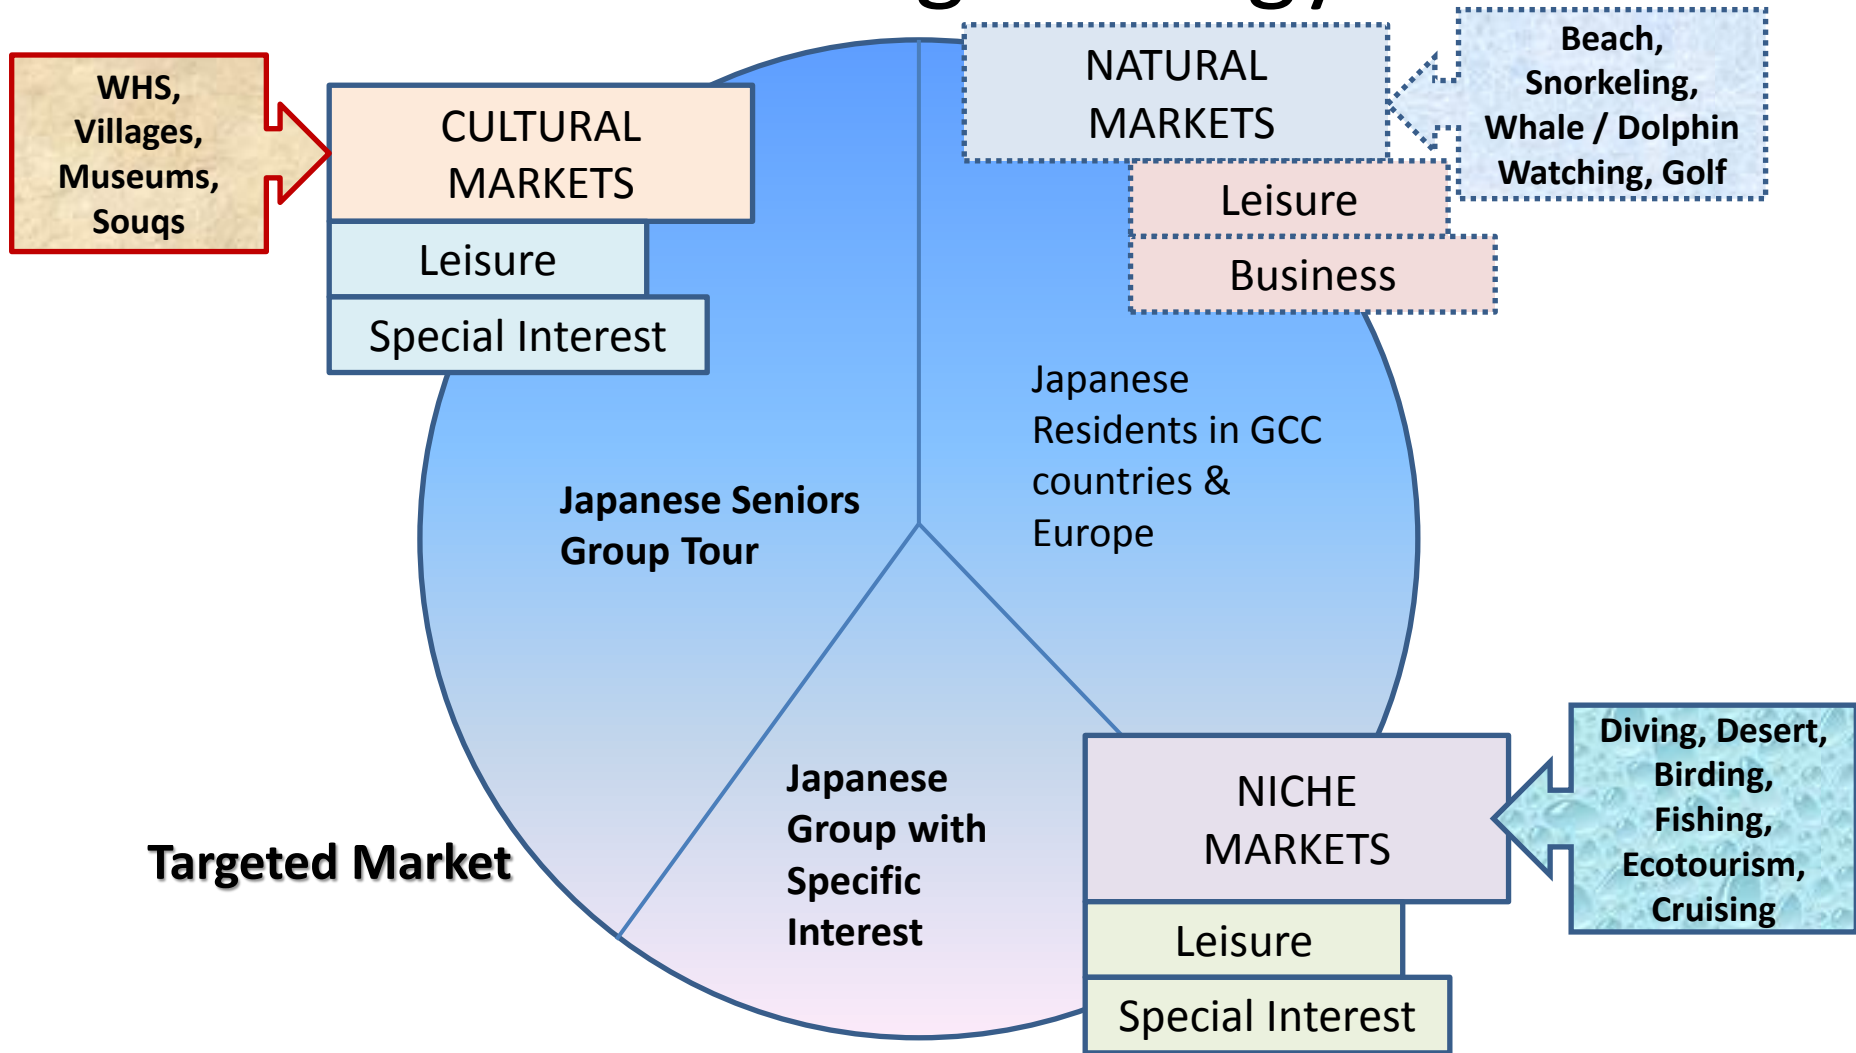 WHS,
Villages,
Museums,
Souqs
CULTURAL
MARKETS
Leisure
Special Interest
NATURAL
MARKETS
Leisure
Business
Beach,
Snorkeling,
Whale / Dolphin
Watching, Golf
Japanese
Residents in GCC
countries &
Europe
Japanese Seniors
Group Tour
Japanese
Group with
Specific
Interest
Targeted Market
NICHE
MARKETS
Leisure
Special Interest
Diving, Desert,
Birding,
Fishing,
Ecotourism,
Cruising